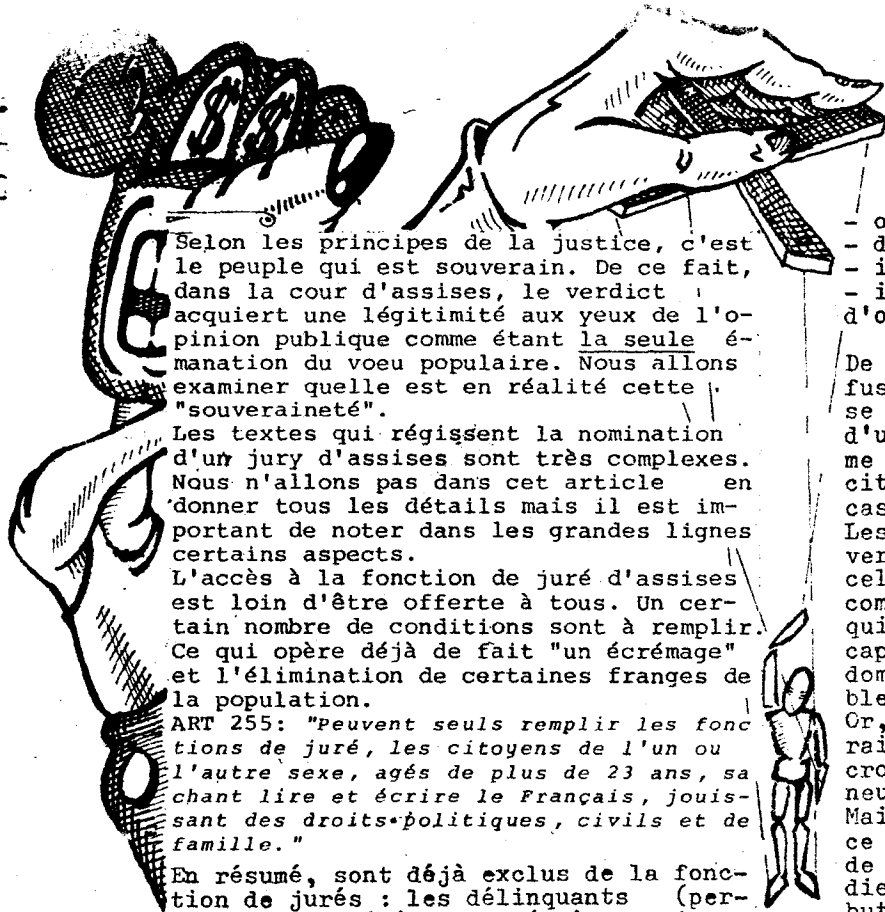 $ $
Selon les principes de la justice, c'est
le peuple qui est souverain. De ce fait,
dans la cour d'assises, le verdict
acquiert une légitimité aux yeux de l'o-
pinion publique comme étant la seule é-
manation du voeu populaire. Nous allons
examiner quelle est en réalité cette
"souveraineté".
Les textes qui régissent la nomination
d'un jury d'assises sont très complexes.
Nous n'allons pas dans cet article en
donner tous les détails mais il est im-
portant de noter dans les grandes lignes
certains aspects.
L'accès à la fonction de juré d'assises
est loin d'être offerte à tous. Un cer-
tain nombre de conditions sont à remplir.
Ce qui opère déjà de fait "un écrémage"
et l'élimination de certaines franges de
la population.
ART 255: "Peuvent seuls remplir les fonc
tions de juré, les citoyens de l'un ou
l'autre sexe, agés de plus de 23 ans, sa
chant lire et écrire le Français, jouis-
sant des droits politiques, civils et de
famille."
En résumé, sont déjà exclus de la fonc-
tion de jurés : les délinquants (per-
- o
- d
- i
- i
d'o
De
fus
se
d'u
me
cit
cas
Les
ver
cel
com
qui
cap
dom
ble
Or,
rai
cro
neu
Mai
ce
de
die
but